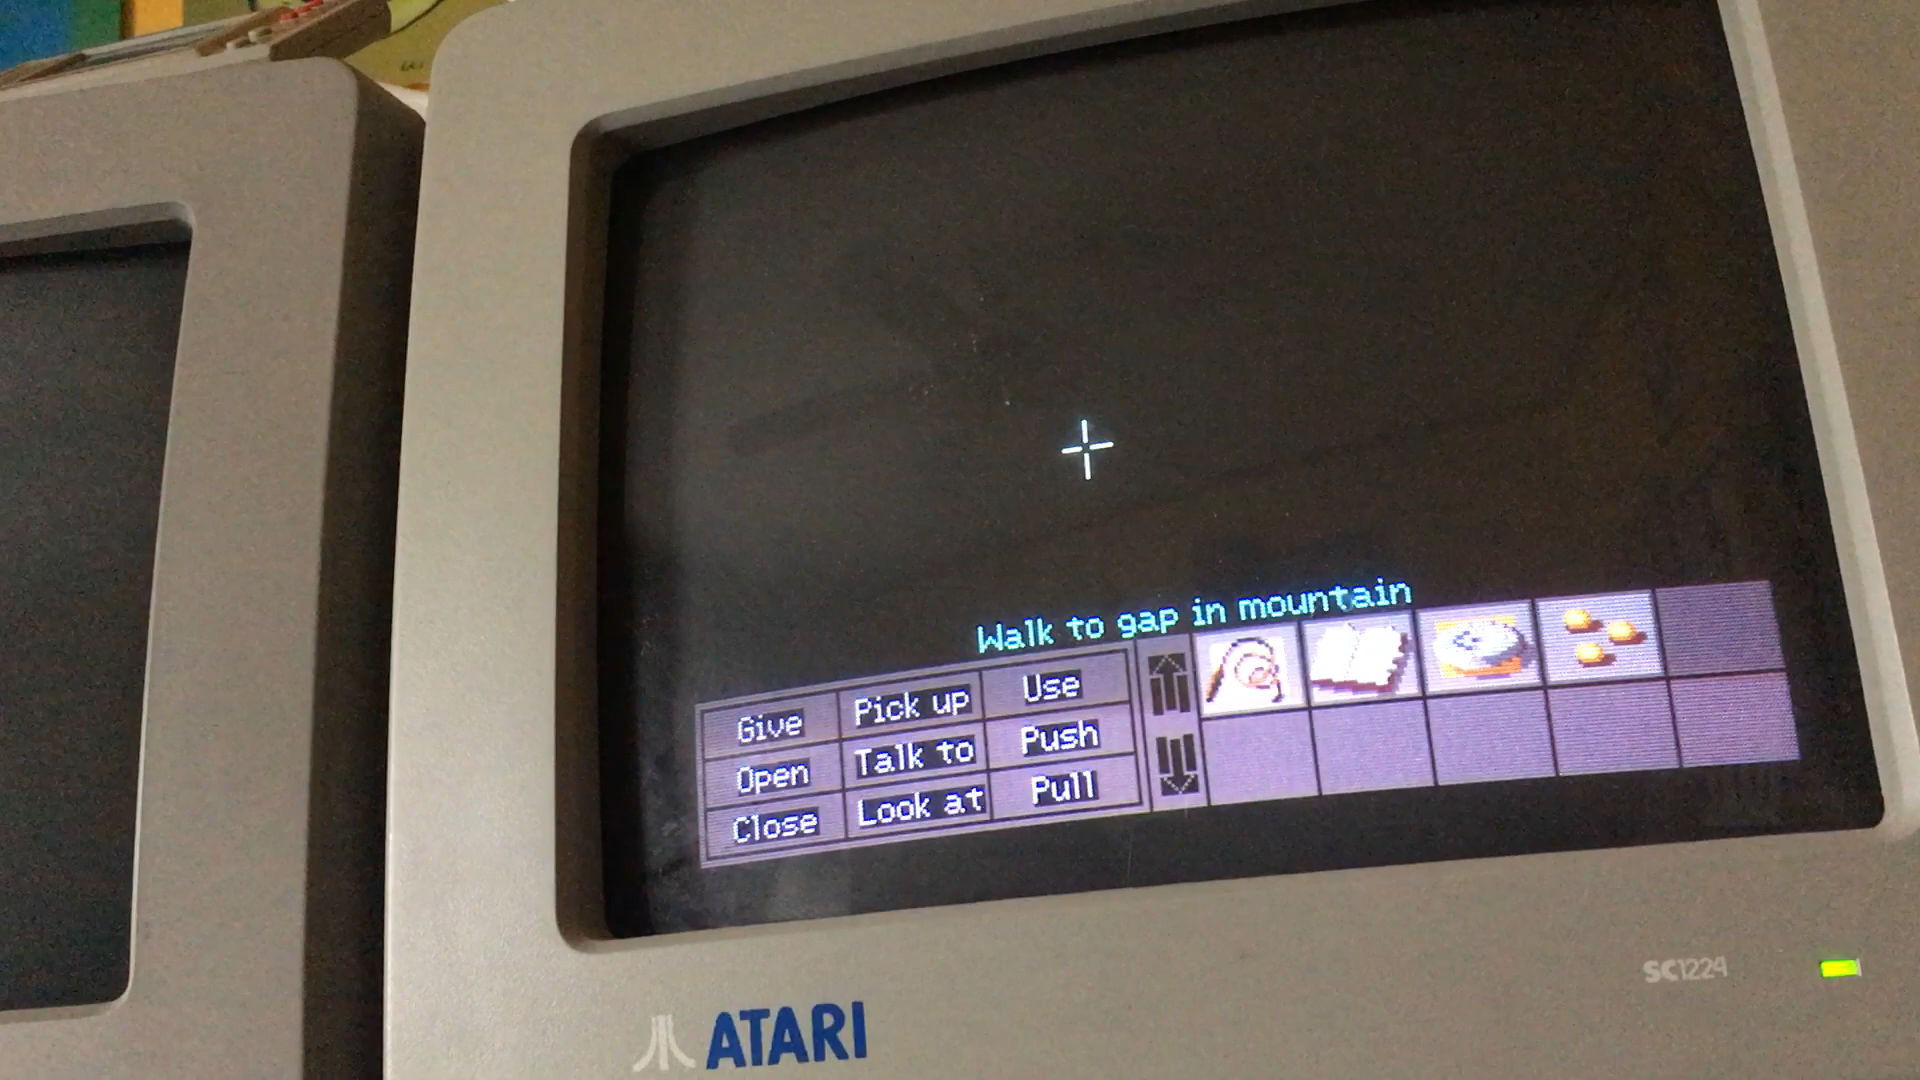 Walk to gap in mountain
Give Pick up Use
Open Talk to Push
Close Look at Pull
SC1224
ATARI